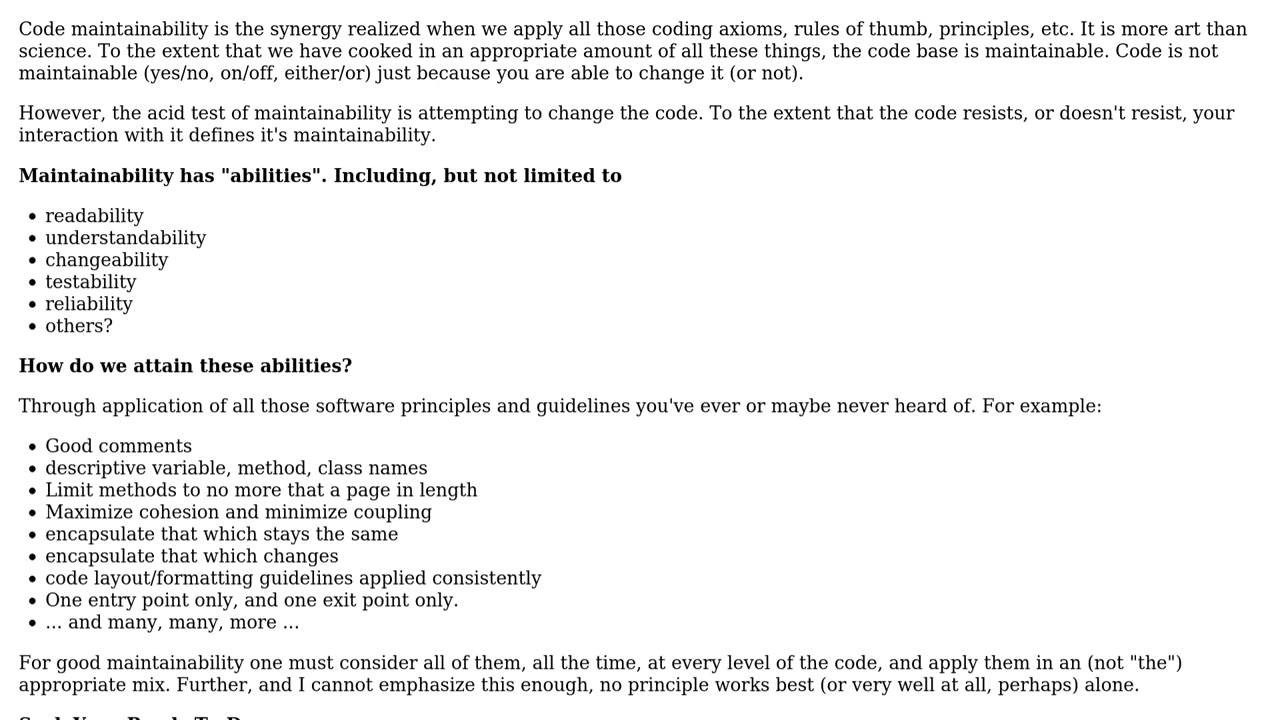 Code maintainability is the synergy realized when we apply all those coding axioms, rules of thumb, principles, etc. It is more art than
science. To the extent that we have cooked in an appropriate amount of all these things, the code base is maintainable. Code is not
maintainable (yes/no, on/off, either/or) just because you are able to change it (or not).
However, the acid test of maintainability is attempting to change the code. To the extent that the code resists, or doesn't resist, your
interaction with it defines it's maintainability.
Maintainability has "abilities". Including, but not limited to
• readability
• understandability
• changeability
• testability
• reliability
• others?
How do we attain these abilities?
Through application of all those software principles and guidelines you've ever or maybe never heard of. For example:
• Good comments
• descriptive variable, method, class names
• Limit methods to no more that a page in length
• Maximize cohesion and minimize coupling
• encapsulate that which stays the same
• encapsulate that which changes
• code layout/formatting guidelines applied consistently
• One entry point only, and one exit point only.
• ... and many, many, more ...
For good maintainability one must consider all of them, all the time, at every level of the code, and apply them in an (not "the")
appropriate mix. Further, and I cannot emphasize this enough, no principle works best (or very well at all, perhaps) alone.